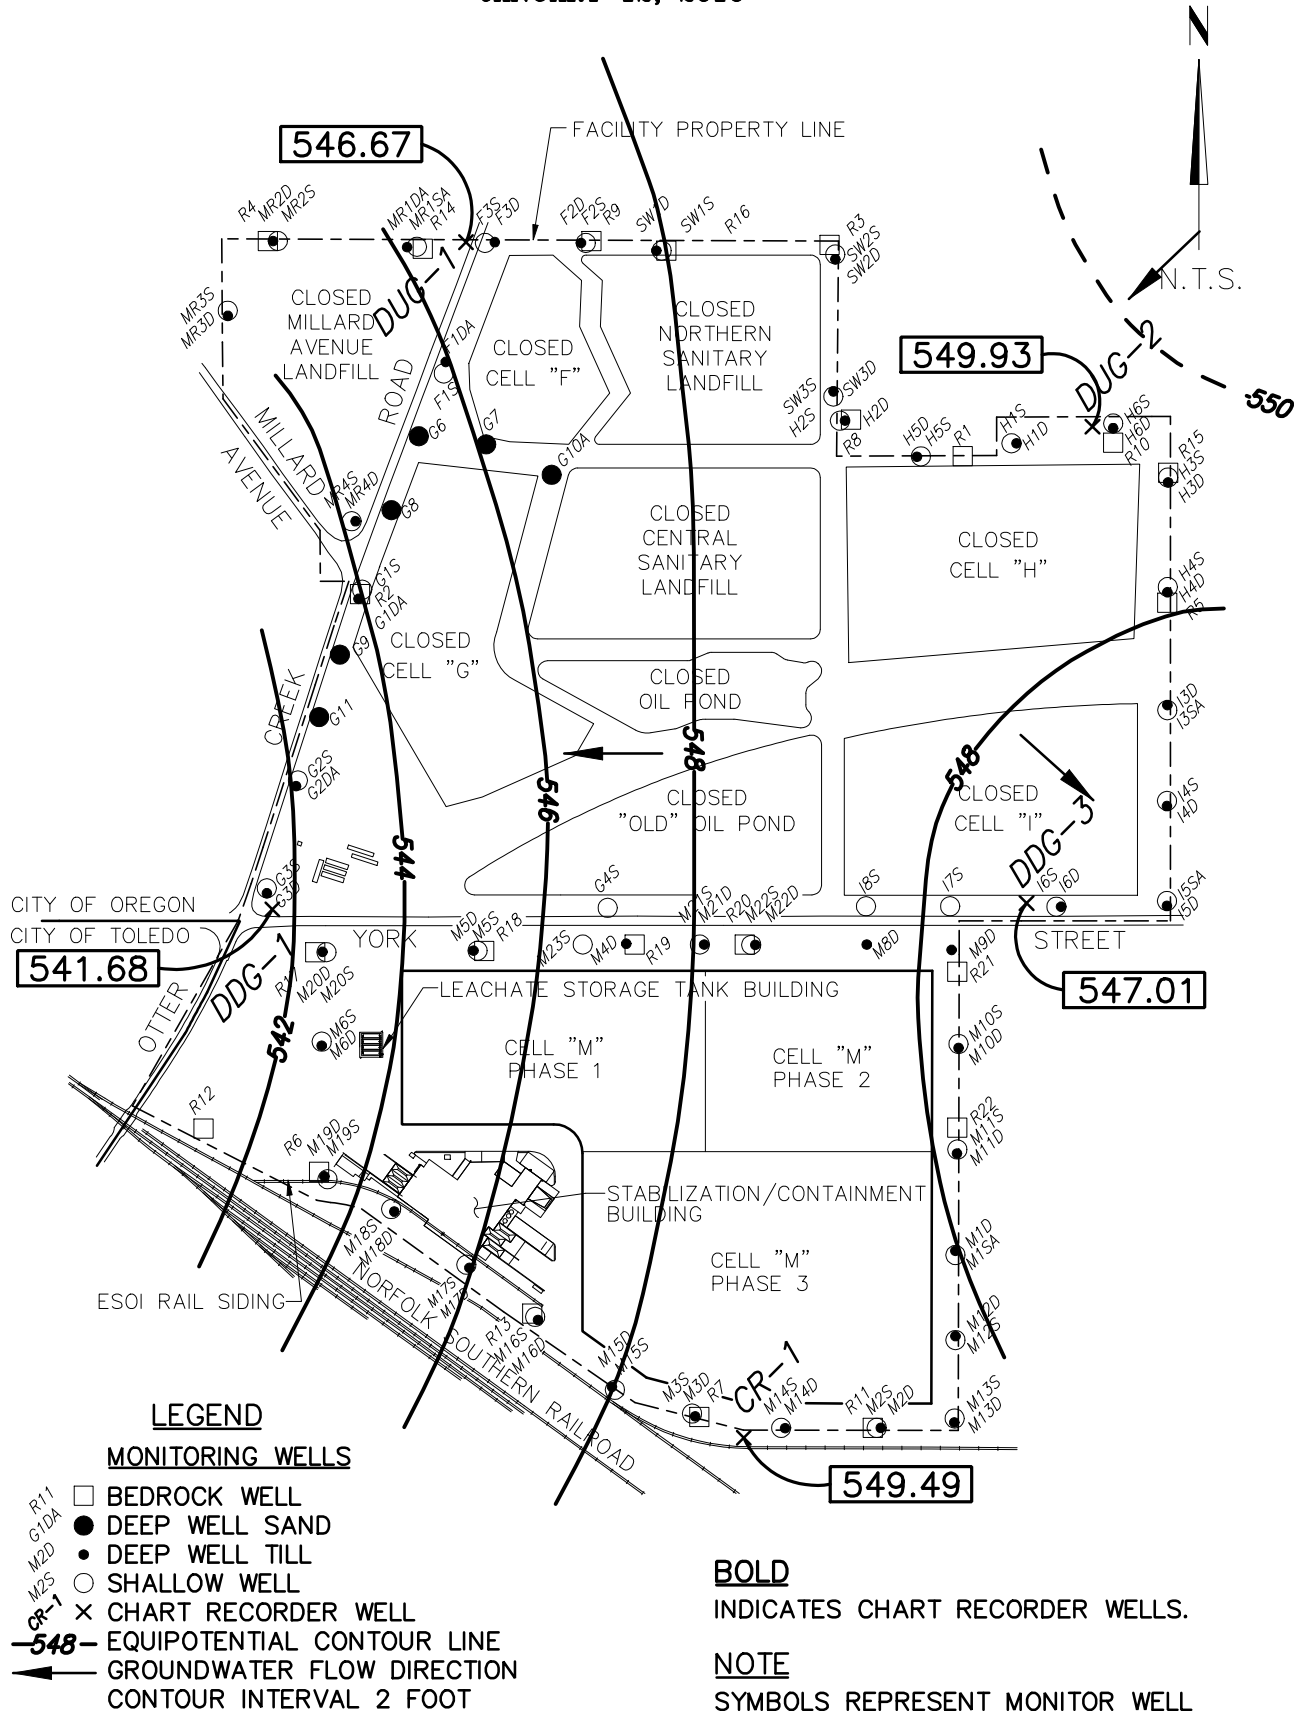 N
N.T.S.
FACILITY PROPERTY LINE
546.67
R4
MR2D
MR2S
MR1DA
MR1SA
R14
F3S
F3D
F2D
F2S
R9
SW1D
SW1S
R16
R3
SW2S
SW2D
DUG-1
MR3S
MR3D
CLOSED
MILLARD
AVENUE
LANDFILL
CLOSED
CELL "F"
CLOSED
NORTHERN
SANITARY
LANDFILL
549.93
DUG-2
550
F1DA
F1S
ROAD
SW3S
SW3D
H2S
H2D
R8
H5D
H5S
R1
H1S
H1D
H6S
H6D
R10
R15
H3S
H3D
MILLARD
AVENUE
G6
G7
G10A
G8
MR4S
MR4D
CLOSED
CENTRAL
SANITARY
LANDFILL
CLOSED
CELL "H"
H4S
H4D
R5
G1S
R2
G1DA
G9
CLOSED
CELL "G"
CLOSED
OIL POND
CREEK
G11
G2S
G2DA
548
548
546
544
I3D
I3SA
CLOSED
"OLD" OIL POND
CLOSED
CELL "I"
I4S
I4D
DDG-3
G3S
G3D
G4S
I8S
I7S
I6S
I6D
I5SA
I5D
CITY OF OREGON
CITY OF TOLEDO
541.68
DDG-1
YORK
STREET
M20D
M20S
M5D
M5S
R18
M23S
M4D
R19
M21S
M21D
R20
M22S
M22D
M8D
M9D
R21
547.01
OTTER
LEACHATE STORAGE TANK BUILDING
542
M6S
M6D
CELL "M"
PHASE 1
CELL "M"
PHASE 2
M10S
M10D
R12
R6
M19D
M19S
R22
M11S
M11D
STABILIZATION/CONTAINMENT
BUILDING
M18S
M18D
CELL "M"
PHASE 3
M1D
M1SA
ESOI RAIL SIDING
NORFOLK SOUTHERN RAILROAD
M17S
R13
M16S
M16D
M12D
M12S
M15D
M15S
CR-1
M3S
M3D
R7
M14S
M14D
R11
M2S
M2D
M13S
M13D
549.49
LEGEND
MONITORING WELLS
R11 BEDROCK WELL
G1DA DEEP WELL SAND
M2D DEEP WELL TILL
M2S SHALLOW WELL
CR-1 CHART RECORDER WELL
548 EQUIPOTENTIAL CONTOUR LINE
GROUNDWATER FLOW DIRECTION
CONTOUR INTERVAL 2 FOOT
BOLD
INDICATES CHART RECORDER WELLS.
NOTE
SYMBOLS REPRESENT MONITOR WELL